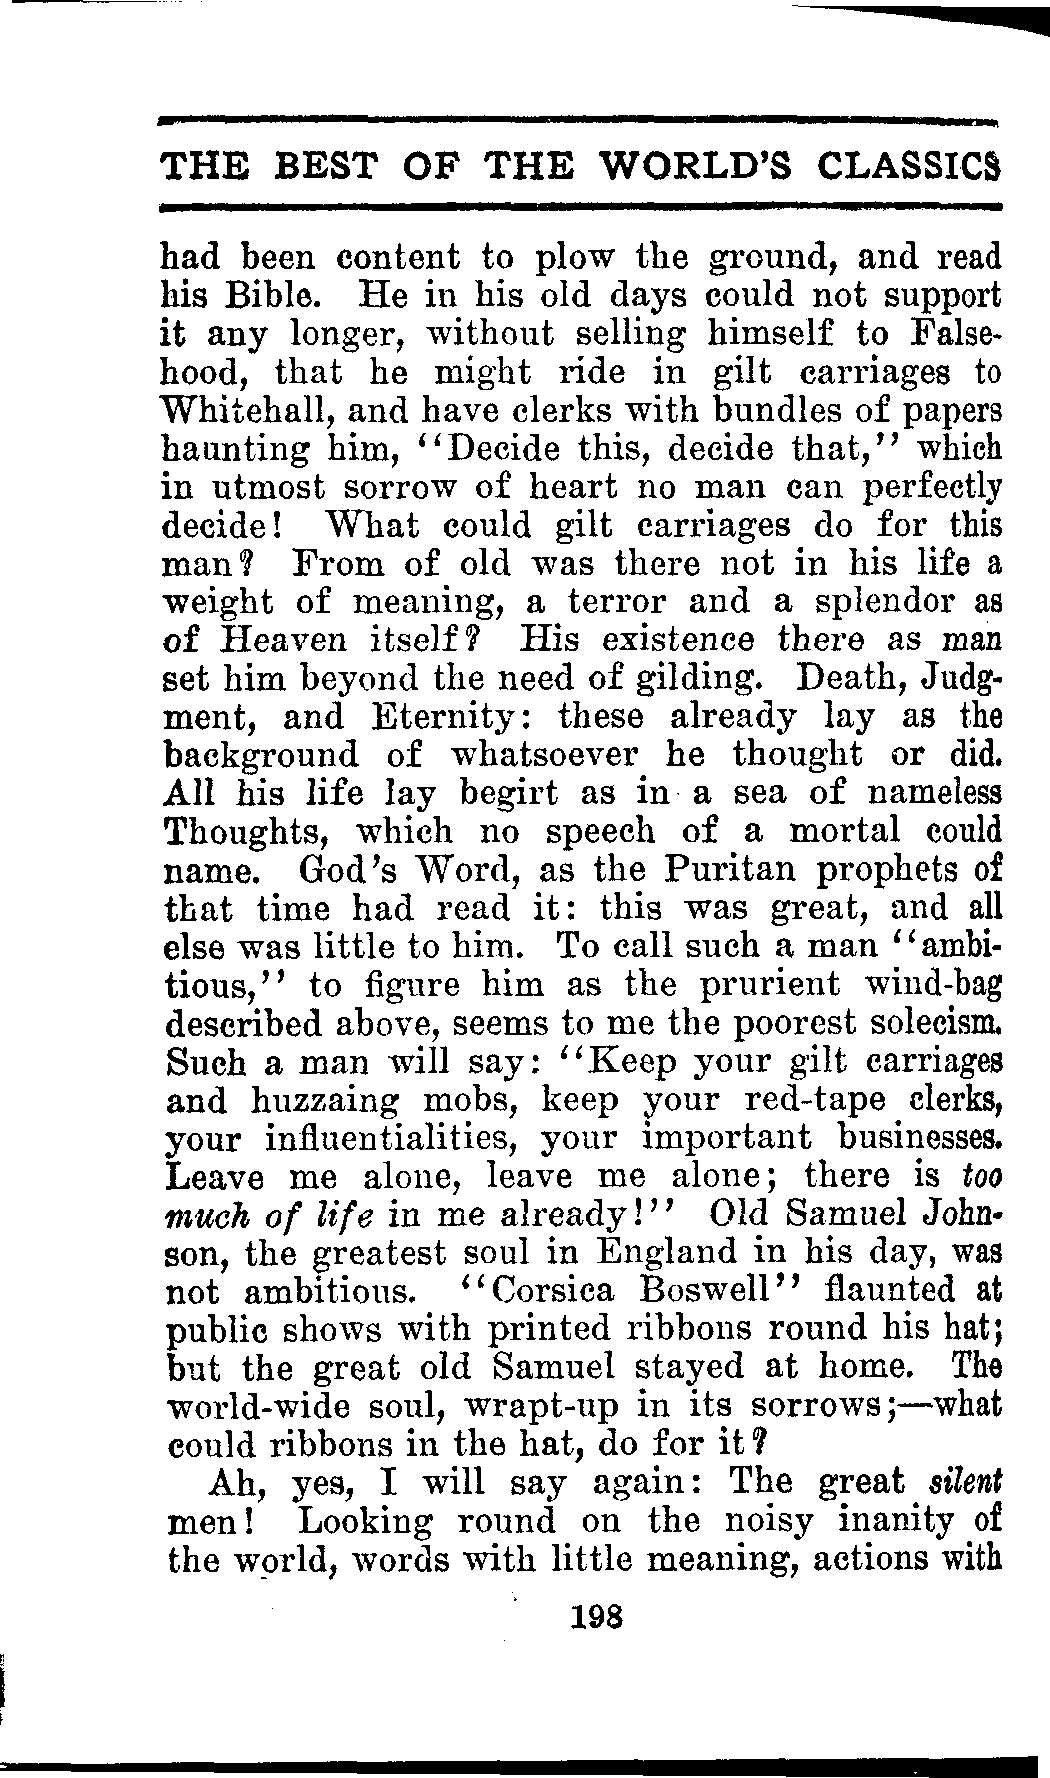 THE BEST OF THE WORLD'S CLASSICS
had been content to plow the ground, and read
his Bible. He in his old days could not support
it any longer, without selling himself to False-
hood, that he might ride in gilt carriages to
Whitehall, and have clerks with bundles of papers
haunting him, "Decide this, decide that," which
in utmost sorrow of heart no man can perfectly
decide! What could gilt carriages do for this
man? From of old was there not in his life a
weight of meaning, a terror and a splendor as
of Heaven itself? His existence there as man
set him beyond the need of gilding. Death, Judg-
ment, and Eternity: these already lay as the
background of whatsoever he thought or did.
All his life lay begirt as in a sea of nameless
Thoughts, which no speech of a mortal could
name. God's Word, as the Puritan prophets of
that time had read it: this was great, and all
else was little to him. To call such a man "ambi-
tious," to figure him as the prurient wind-bag
described above, seems to me the poorest solecism.
Such a man will say: "Keep your gilt carriages
and huzzaing mobs, keep your red-tape clerks,
your influentialities, your important businesses.
Leave me alone, leave me alone; there is too
much of life in me already!" Old Samuel John-
son, the greatest soul in England in his day, was
not ambitious. "Corsica Boswell" flaunted at
public shows with printed ribbons round his hat;
but the great old Samuel stayed at home. The
world-wide soul, wrapt-up in its sorrows;—what
could ribbons in the hat, do for it?
Ah, yes, I will say again: The great silent
men! Looking round on the noisy inanity of
the world, words with little meaning, actions with
198